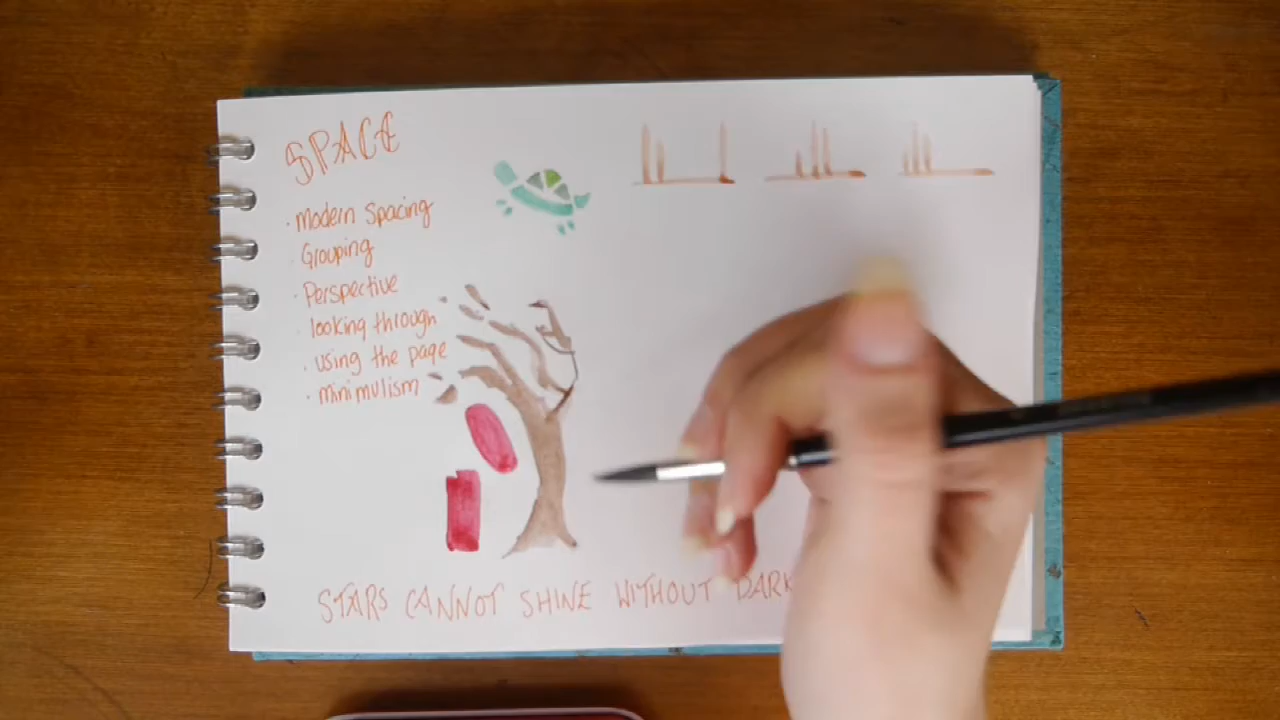 SPACE
· Modern Spacing
· Grouping
· Perspective
· looking through
· using the page
· minimulism
STARS CANNOT SHINE WITHOUT DARK